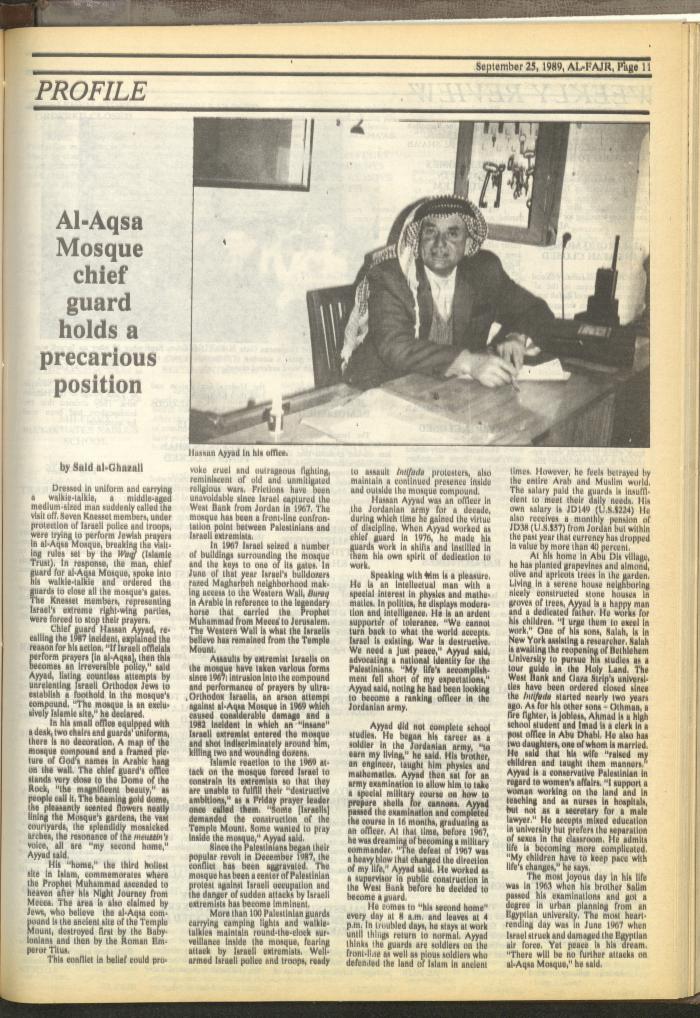 September 25, 1989, AL-FAJR, Page 11
PROFILE
Al-Aqsa
Mosque
chief
guard
holds a
precarious
position
Hassan Ayyad in his office.
by Said al-Ghazali
Dressed in uniform and carrying
a walkie-talkie, a middle-aged
medium-sized man suddenly called the
visit off. Seven Knesset members, under
protection of Israeli police and troops,
were trying to perform Jewish prayers
in al-Aqsa Mosque, breaking the visit-
ing rules set by the Waqf (Islamic
Trust). In response, the man, chief
guard for al-Aqsa Mosque, spoke into
his walkie-talkie and ordered the
guards to close all the mosque's gates.
The Knesset members, representing
Israel's extreme right-wing parties,
were forced to stop their prayers.
Chief guard Hassan Ayyad, re-
calling the 1987 incident, explained the
reason for his action. "If Israeli officials
perform prayers [in al-Aqsa], then this
becomes an irreversible policy," said
Ayyad, listing countless attempts by
unrelenting Israeli Orthodox Jews to
establish a foothold in the mosque's
compound. "The mosque is an exclu-
sively Islamic site," he declared.
In his small office equipped with
a desk, two chairs and guards' uniforms,
there is no decoration. A map of the
mosque compound and a framed pic-
ture of God's names in Arabic hang
on the wall. The chief guard's office
stands very close to the Dome of the
Rock, "the magnificent beauty," as
people call it. The beaming gold dome,
the pleasantly seemed flowers neatly
lining the Mosque's gardens, the vast
courtyards, the splendidly mosaicked
arches, the resonance of the mouzin's
voice, all are "my second home,"
Ayyad said.
His "home," the third holiest
site in Islam, commemorates where
the Prophet Muhammad ascended to
heaven after his Night Journey from
Mecca. The area is also claimed by
Jews, who believe the al-Aqsa com-
pound is the ancient site of the Temple
Mount, destroyed first by the Baby-
lonians and then by the Roman Em-
peror Titus.
This conflict in belief could pro-
voke cruel and outrageous fighting,
reminiscent of old and unmitigated
religious wars. Frictions have been
unavoidable since Israel captured the
West Bank from Jordan in 1967. The
mosque has been a front-line confron-
tation point between Palestinians and
Israeli extremists.
In 1967 Israel seized a number
of buildings surrounding the mosque
and the keys to one of its gates. In
June of that year Israel's bulldozers
razed Magharbeh neighborhood mak-
ing access to the Western Wall, Buraq
in Arabic in reference to the legendary
horse that carried the Prophet
Muhammad from Mecca to Jerusalem.
The Western Wall is what the Israelis
believe has remained from the Temple
Mount.
Assaults by extremist Israelis on
the mosque have taken various forms
since 1967: intrusion into the compound
and performance of prayers by ultra-
Orthodox Israelis, an arson attempt
against al-Aqsa Mosque in 1969 which
caused considerable damage and a
1982 incident in which an "insane"
Israeli extremist entered the mosque
and shot indiscriminately around him,
killing two and wounding dozens.
Islamic reaction to the 1969 at-
tack on the mosque forced Israel to
constrain its extremists so that they
are unable to fulfill their "destructive
ambitions," as a Friday prayer leader
once called them. "Some [Israelis]
demanded the construction of the
Temple Mount. Some wanted to pray
inside the mosque," Ayyad said.
Since the Palestinians began their
popular revolt in December 1987, the
conflict has been aggravated. The
mosque has been a center of Palestinian
protest against Israeli occupation and
the danger of sudden attacks by Israeli
extremists has become imminent.
More than 100 Palestinian guards
carrying camping lights and walkie-
talkies maintain round-the-clock sur-
veillance inside the mosque, fearing
attack by Israeli extremists. Well-
armed Israeli police and troops, ready
to assault Intifada protesters, also
maintain a continued presence inside
and outside the mosque compound.
Hassan Ayyad was an officer in
the Jordanian army for a decade,
during which time he gained the virtue
of discipline. When Ayyad worked as
chief guard in 1976, he made his
guards work in shifts and instilled in
them his own spirit of dedication to
work.
Speaking with him is a pleasure.
He is an intellectual man with a
special interest in physics and mathe-
matics. In politics, he displays modera-
tion and intelligence. He is an ardent
supporter of tolerance. "We cannot
turn back to what the world accepts.
Israel is existing. War is destructive.
We need a just peace," Ayyad said,
advocating a national identity for the
Palestinians. "My life's accomplish-
ment fell short of my expectations,"
Ayyad said, noting he had been looking
to become a ranking officer in the
Jordanian army.
Ayyad did not complete school
studies. He began his career as a
soldier in the Jordanian army, "to
earn my living," he said. His brother,
an engineer, taught him physics and
mathematics. Ayyad then sat for an
army examination to allow him to take
a special military course on how to
prepare shells for cannons. Ayyad
passed the examination and completed
the course in 16 months, graduating as
an officer. At that time, before 1967,
he was dreaming of becoming a military
commander. "The defeat of 1967 was
a heavy blow that changed the direction
of my life," Ayyad said. He worked as
a supervisor in public construction in
the West Bank before he decided to
become a guard.
He comes to "his second home"
every day at 8 a.m. and leaves at 4
p.m. In troubled days, he stays at work
until things return to normal. Ayyad
thinks the guards are soldiers on the
front-line as well as pious soldiers who
defended the land of Islam in ancient
times. However, he feels betrayed by
the entire Arab and Muslim world.
The salary paid the guards is insuffi-
cient to meet their daily needs. His
own salary is JD149 (U.S.$224) He
also receives a monthly pension of
JD38 (U.S.$57) from Jordan but within
the past year that currency has dropped
in value by more than 40 percent.
At his home in Abu Dis village,
he has planted grapevines and almond,
olive and apricots trees in the garden.
Living in a serene house neighboring
nicely constructed stone houses in
groves of trees, Ayyad is a happy man
and a dedicated father. He works for
his children. "I urge them to excel in
work." One of his sons, Salah, is in
New York assisting a researcher. Salah
is awaiting the reopening of Bethlehem
University to pursue his studies as a
tour guide in the Holy Land. The
West Bank and Gaza Strip's universi-
ties have been ordered closed since
the Intifada started nearly two years
ago. As for his other sons – Othman, a
fire fighter, is jobless, Ahmad is a high
school student and Imad is a clerk in a
post office in Abu Dhabi. He also has
two daughters, one of whom is married.
He said that his wife "raised my
children and taught them manners."
Ayyad is a conservative Palestinian in
regard to women's affairs. "I support a
woman working on the land and in
teaching and as nurses in hospitals,
but not as a secretary for a male
lawyer." He accepts mixed education
in university but prefers the separation
of sexes in the classroom. He admits
life is becoming more complicated.
"My children have to keep pace with
life's changes," he says.
The most joyous day in his life
was in 1963 when his brother Salim
passed his examinations and got a
degree in urban planning from an
Egyptian university. The most heart-
rending day was in June 1967 when
Israel struck and damaged the Egyptian
air force. Yet peace is his dream.
"There will be no further attacks on
al-Aqsa Mosque," he said.